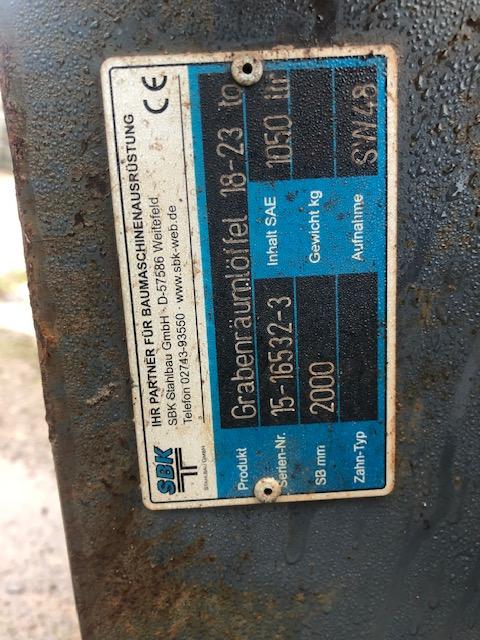 SBK
STAHLBAU GMBH
IHR PARTNER FÜR BAUMASCHINENAUSRÜSTUNG
SBK Stahlbau GmbH · D-57586 Weitefeld
Telefon 02743-93550 · www.sbk-web.de
CE
Produkt Grabenräumlöffel 18-23 to
Serien-Nr. 15-16532-3 Inhalt SAE 1050 ltr
SB mm 2000 Gewicht kg
Zahn-Typ Aufnahme SW48